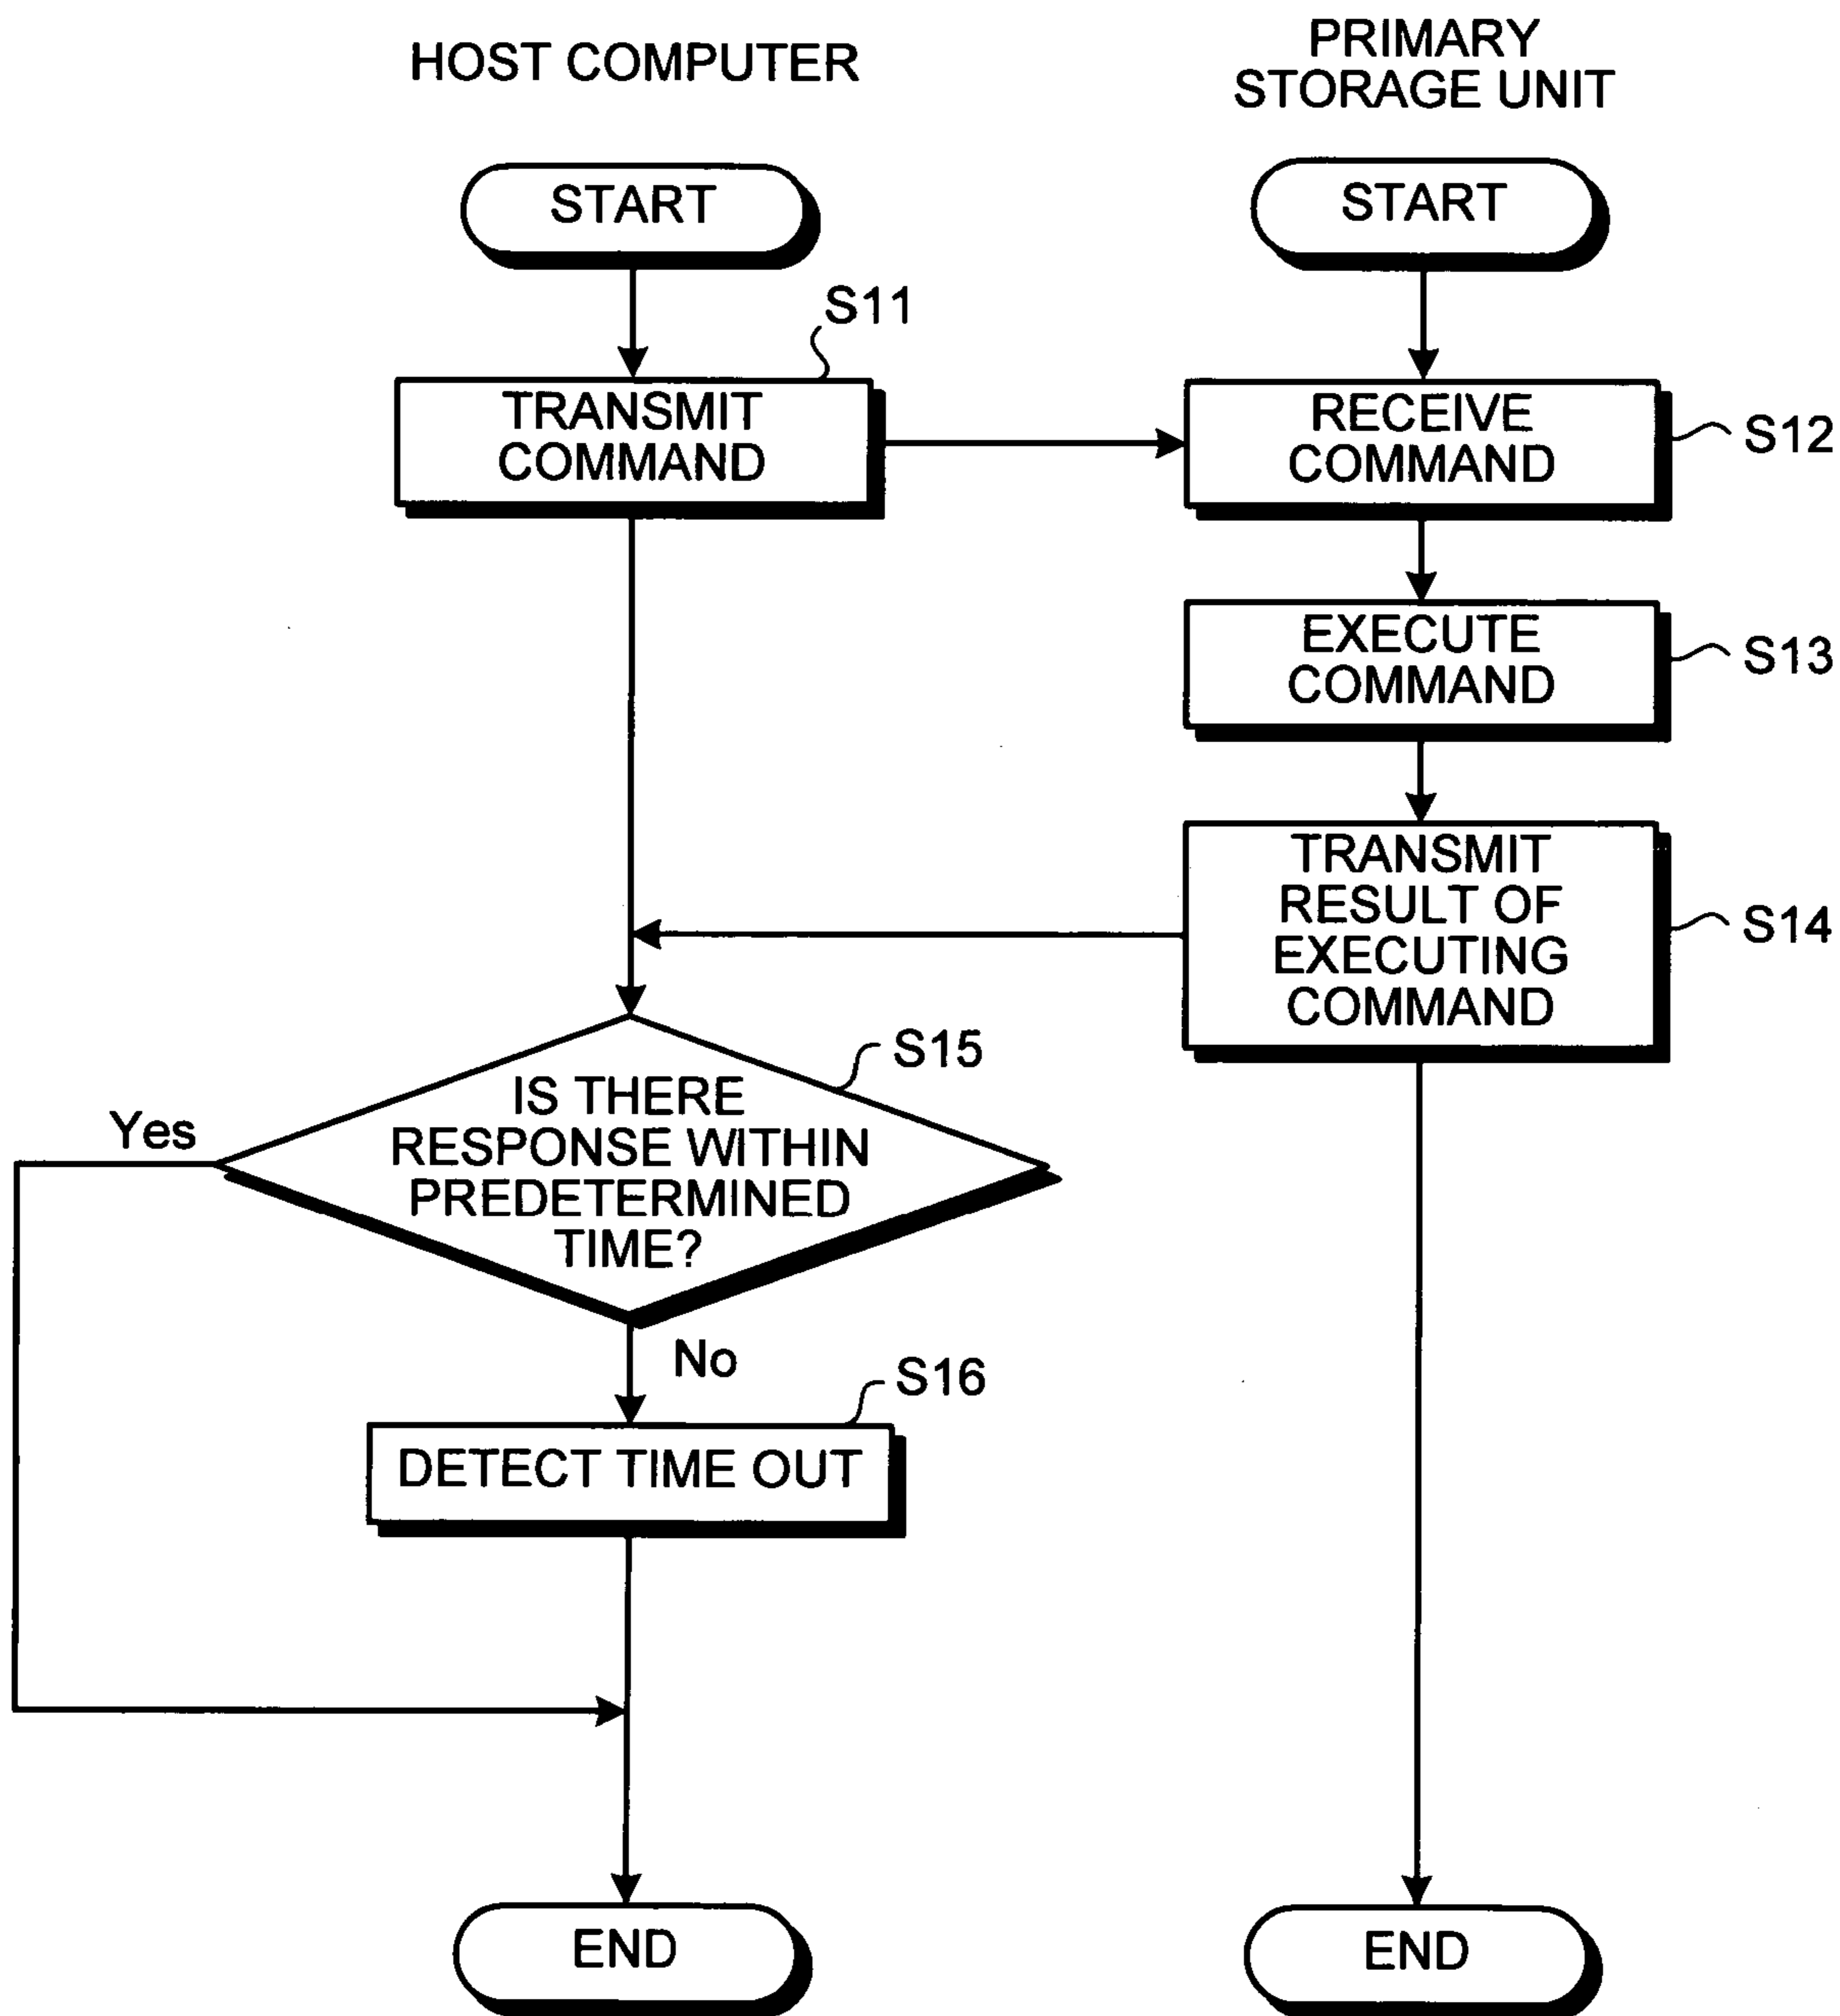 HOST COMPUTER
PRIMARY
STORAGE UNIT
START
START
S11
TRANSMIT
COMMAND
RECEIVE
COMMAND
S12
EXECUTE
COMMAND
S13
TRANSMIT
RESULT OF
EXECUTING
COMMAND
S14
S15
IS THERE
RESPONSE WITHIN
PREDETERMINED
TIME?
Yes
No
S16
DETECT TIME OUT
END
END